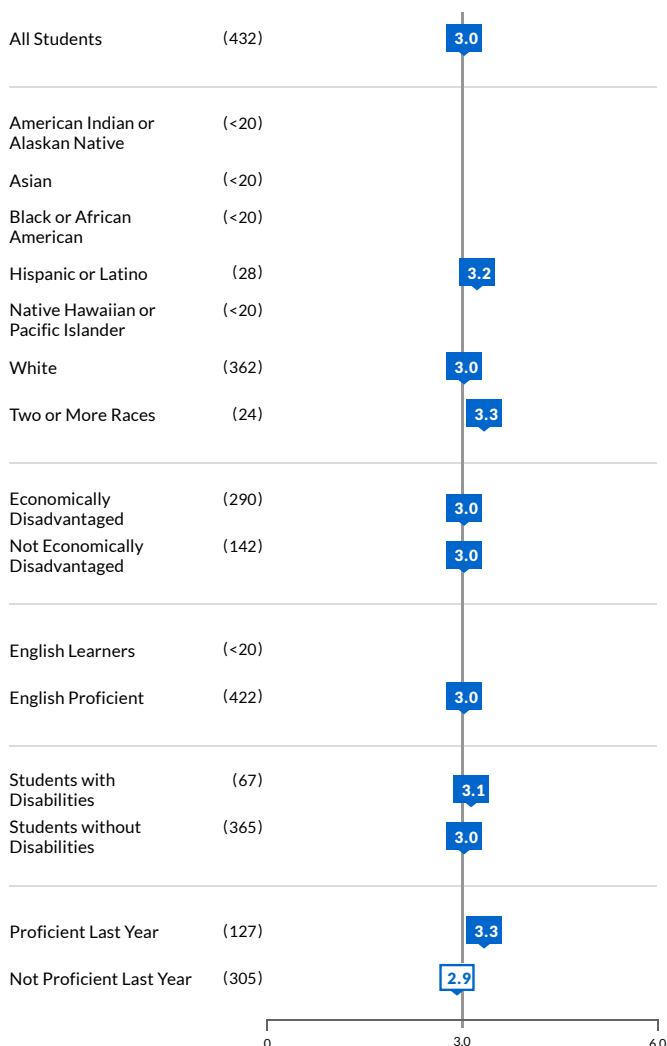 All Students (432) 3.0
American Indian or (<20)
Alaskan Native
Asian (<20)
Black or African (<20)
American
Hispanic or Latino (28) 3.2
Native Hawaiian or (<20)
Pacific Islander
White (362) 3.0
Two or More Races (24) 3.3
Economically (290) 3.0
Disadvantaged
Not Economically (142) 3.0
Disadvantaged
English Learners (<20)
English Proficient (422) 3.0
Students with (67) 3.1
Disabilities
Students without (365) 3.0
Disabilities
Proficient Last Year (127) 3.3
Not Proficient Last Year (305) 2.9
0 3.0 6.0